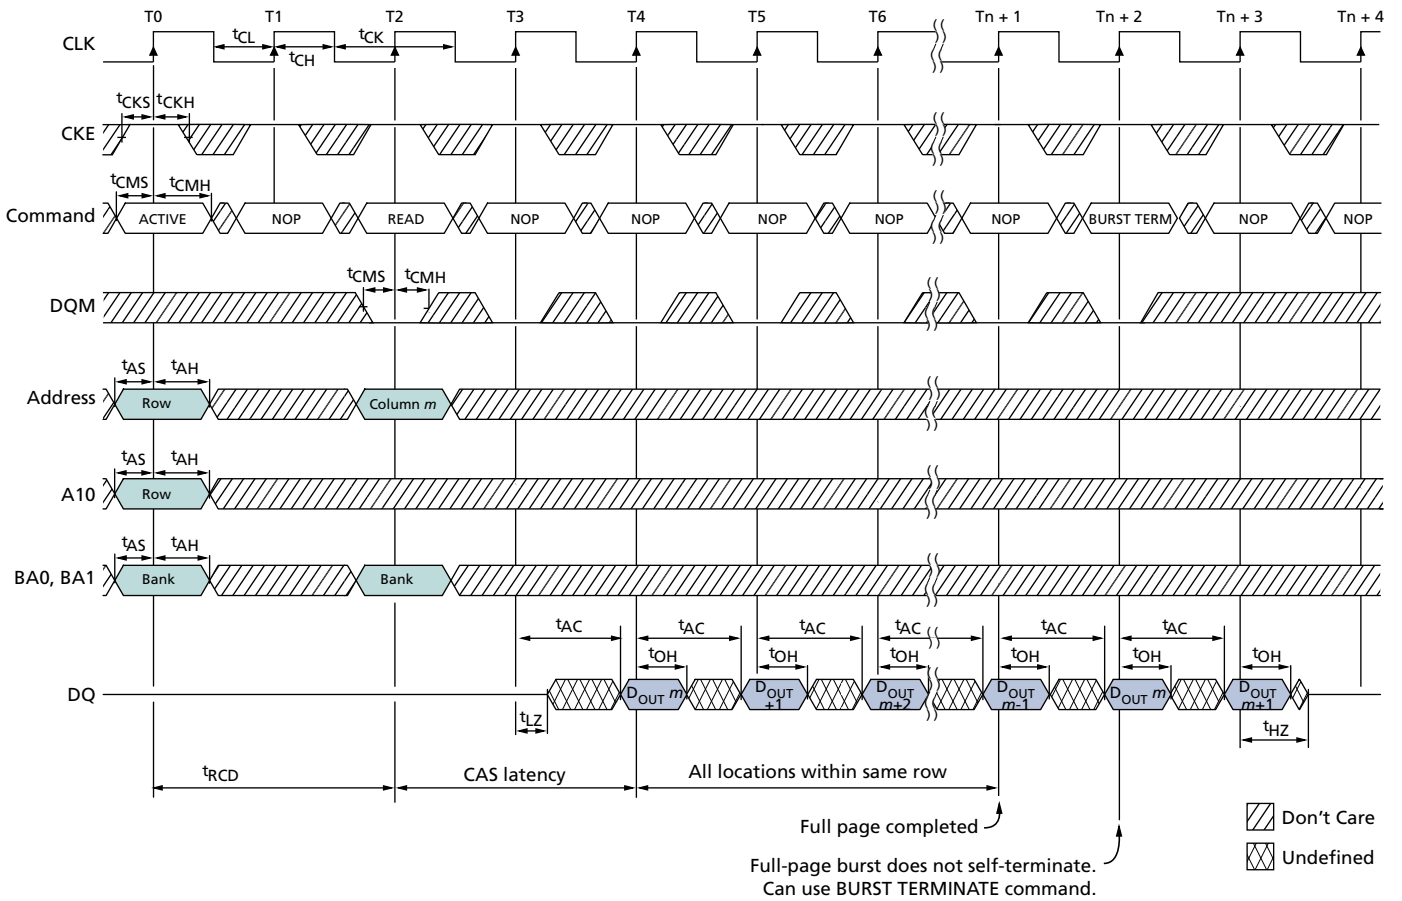 T0 T1 T2 T3 T4 T5 T6 Tn + 1 Tn + 2 Tn + 3 Tn + 4
CLK
tCL tCK
tCH
tCKS tCKH
CKE
tCMS tCMH
Command ACTIVE NOP READ NOP NOP NOP NOP NOP BURST TERM NOP NOP
tCMS tCMH
DQM
tAS tAH
Address Row Column m
tAS tAH
A10 Row
tAS tAH
BA0, BA1 Bank Bank
tAC tAC tAC tAC tAC tAC
tOH tOH tOH tOH tOH tOH
DQ DOUT m DOUT +1 DOUT m+2 DOUT m-1 DOUT m DOUT m+1
tLZ tHZ
tRCD CAS latency All locations within same row
Full page completed
Full-page burst does not self-terminate.
Can use BURST TERMINATE command.
Don't Care
Undefined